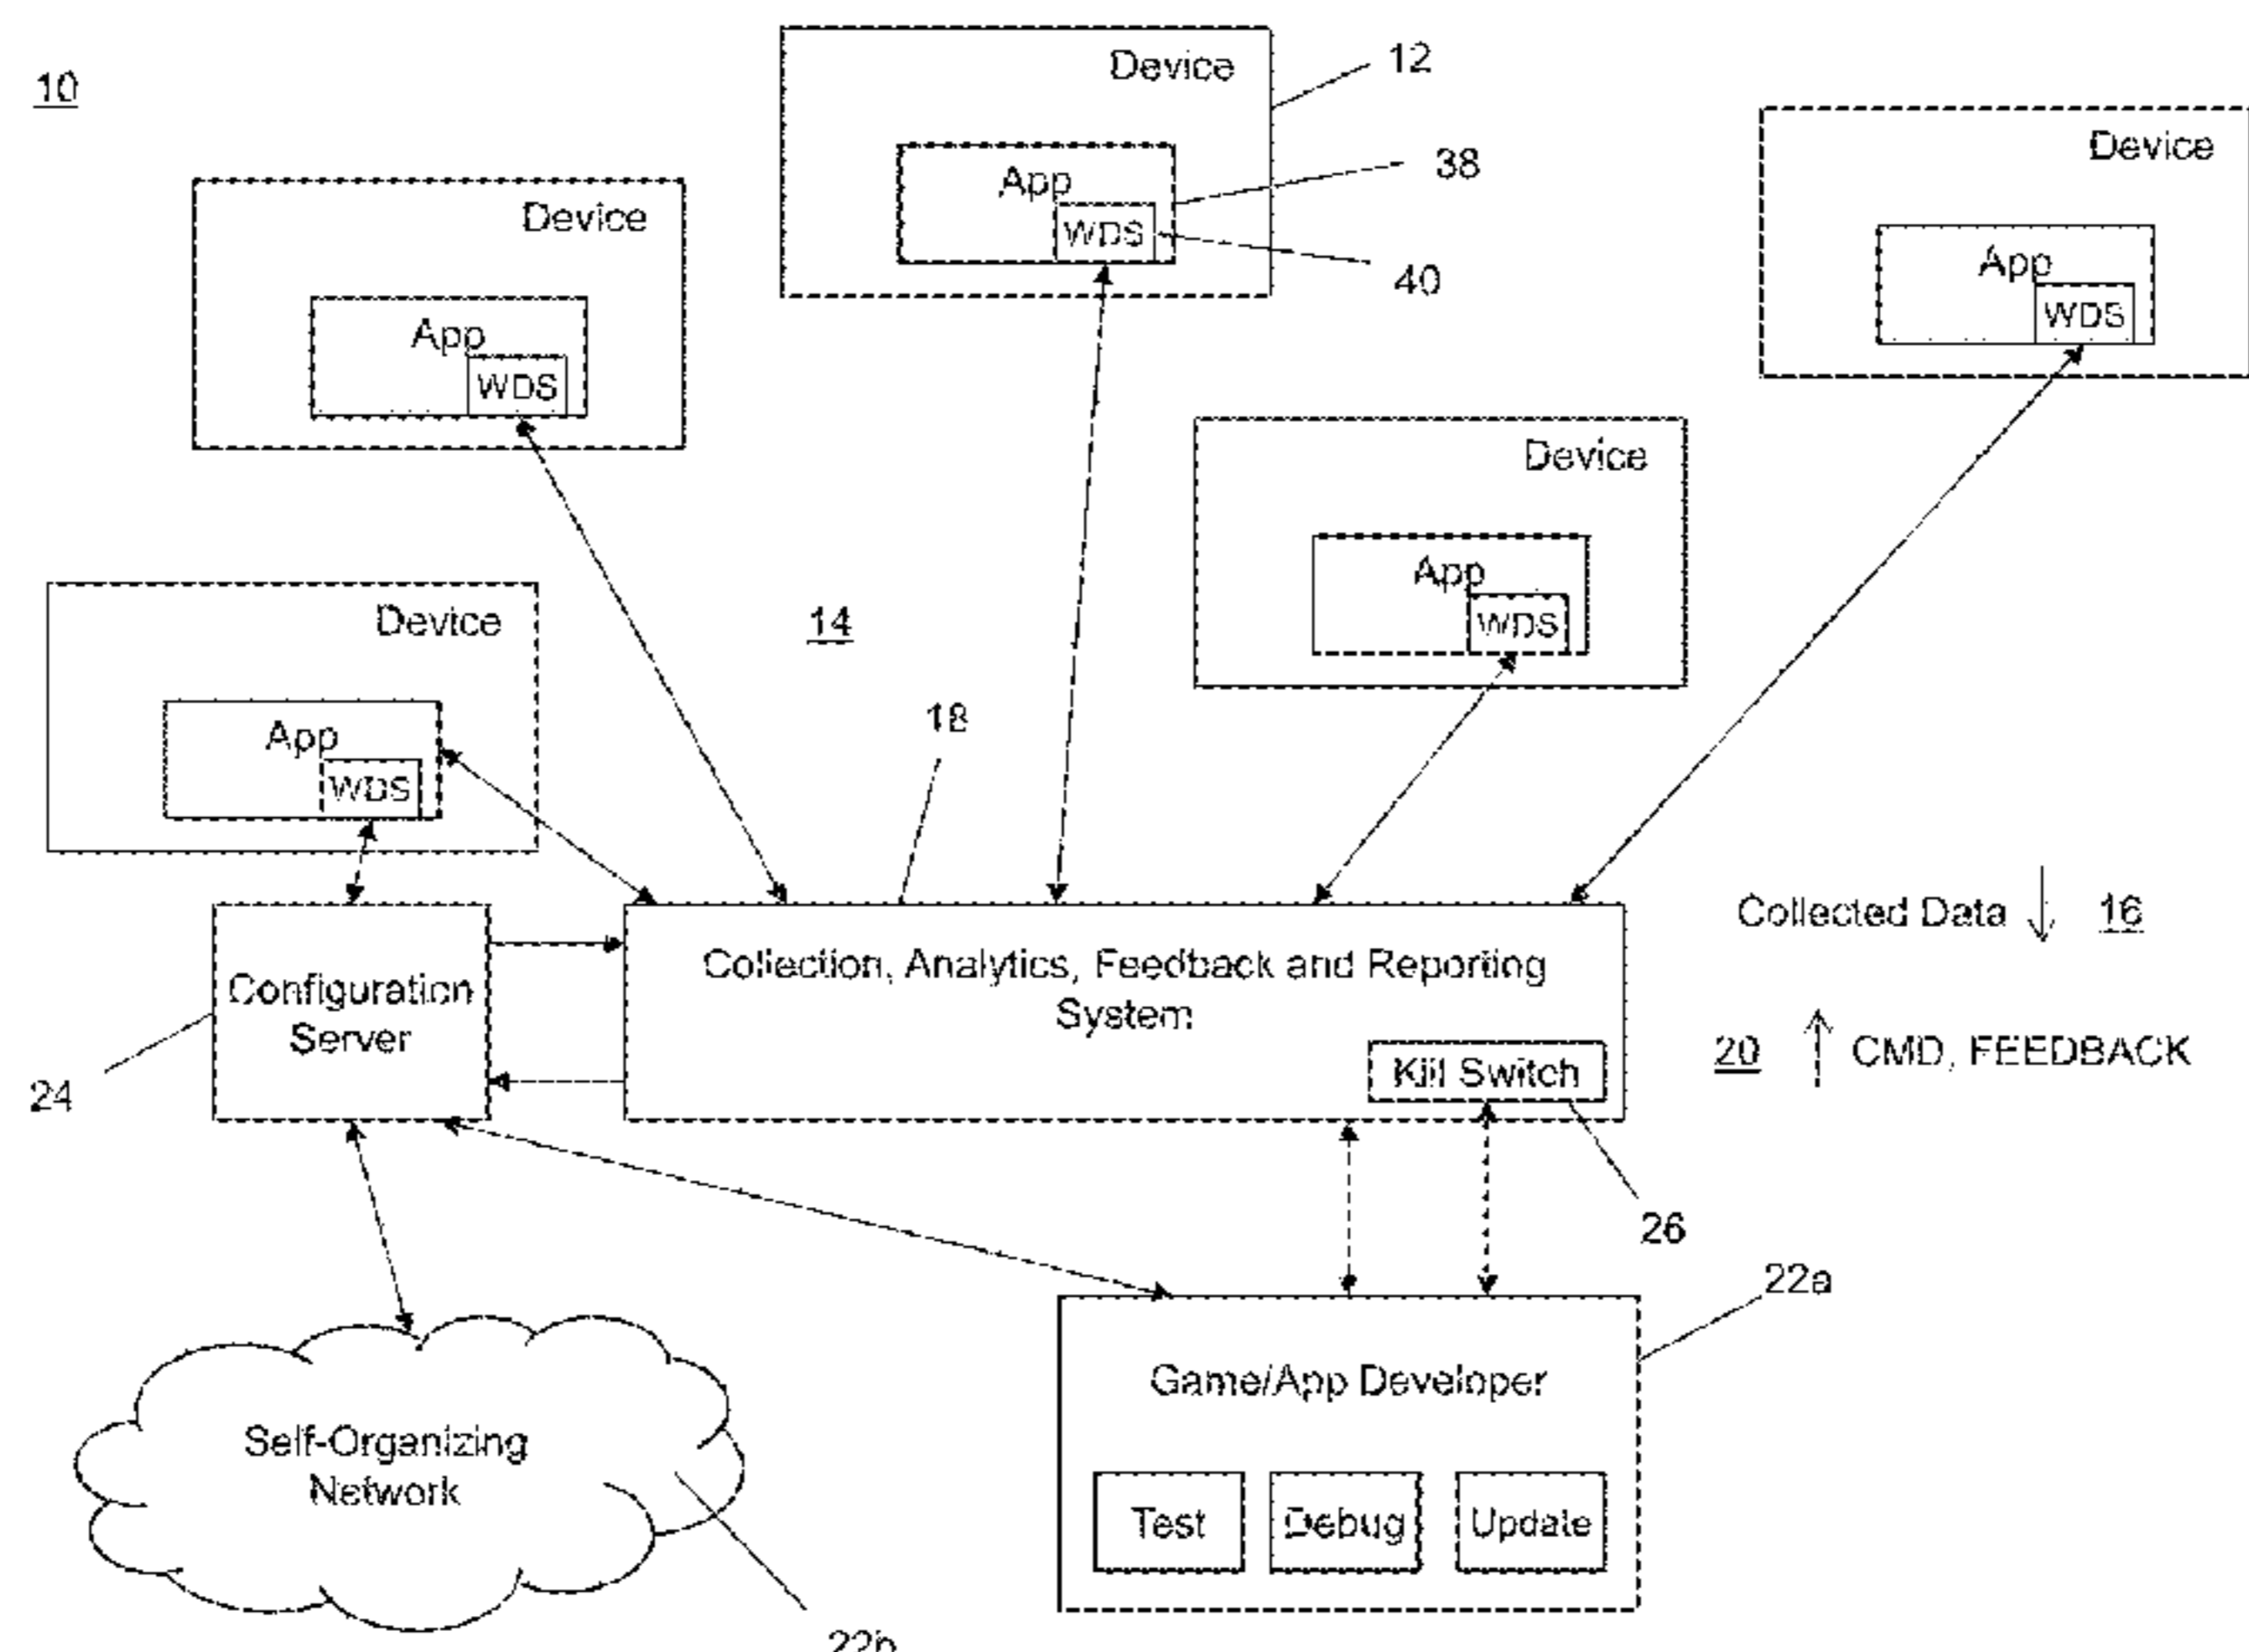 10
Device
App
WDS
12
38
40
Device
App
WDS
Device
App
WDS
Device
App
WDS
14
Device
App
WDS
18
Collected Data
16
Configuration
Server
24
Collection, Analytics, Feedback and Reporting
System
Kill Switch
20
CMD, FEEDBACK
26
22a
Game/App Developer
Test
Debug
Update
Self-Organizing
Network
22b